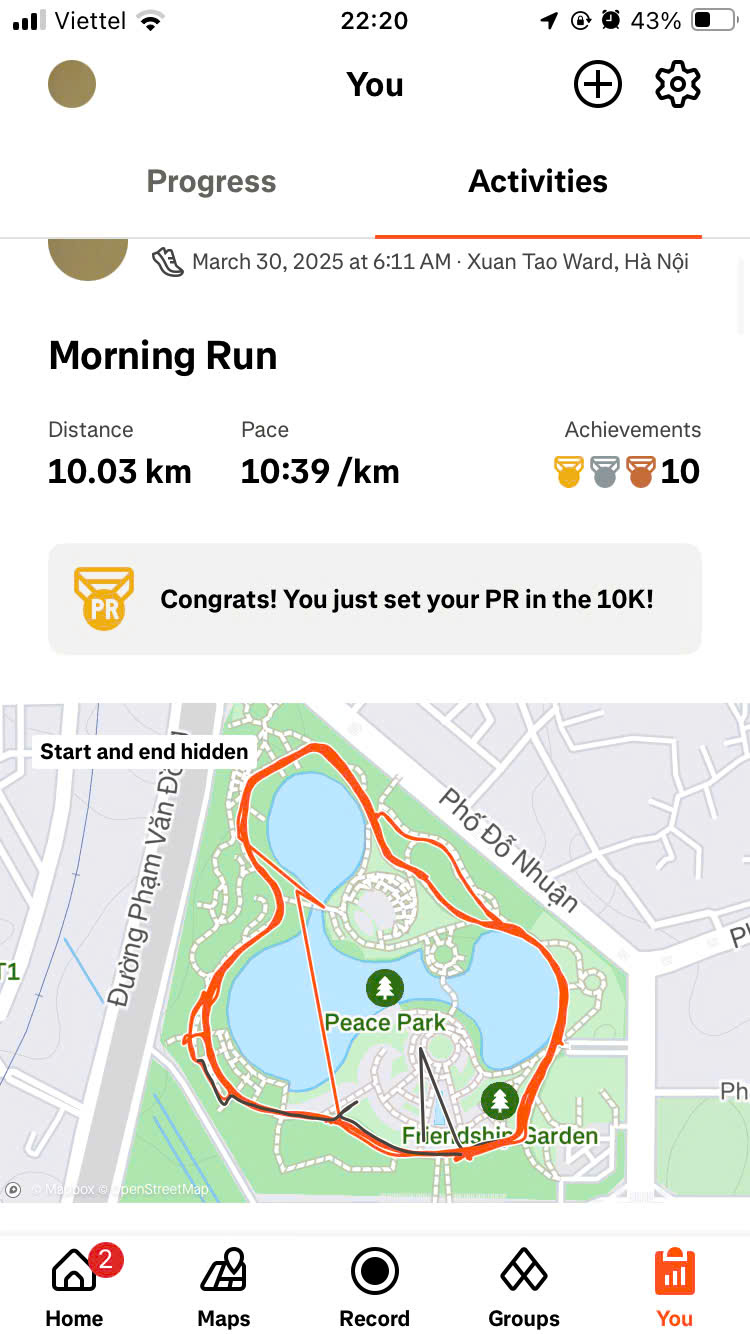 Viettel 22:20 43%
You
Progress Activities
March 30, 2025 at 6:11 AM · Xuan Tao Ward, Hà Nội
Morning Run
Distance Pace Achievements
10.03 km 10:39 /km 10
PR
Congrats! You just set your PR in the 10K!
Start and end hidden
Đường Phạm Văn Đồng
Phố Đỗ Nhuận
T1
Ph
Peace Park
Ph
Friendship Garden
© Mapbox © OpenStreetMap
2
Home Maps Record Groups You